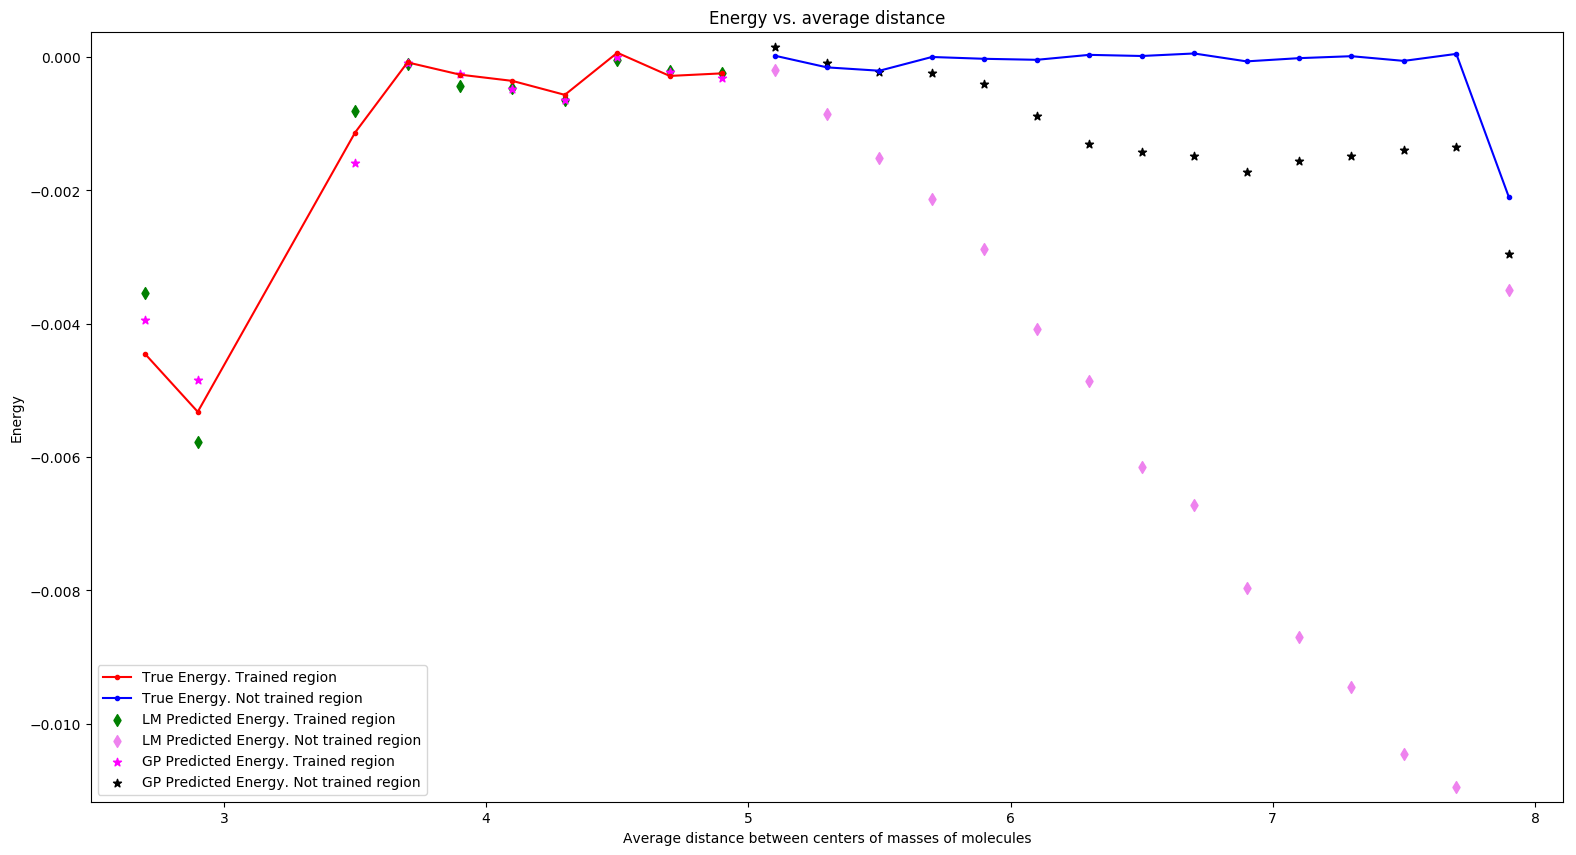 Energy vs. average distance
0.000
−0.002
−0.004
−0.006
−0.008
−0.010
Energy
True Energy. Trained region
True Energy. Not trained region
LM Predicted Energy. Trained region
LM Predicted Energy. Not trained region
GP Predicted Energy. Trained region
GP Predicted Energy. Not trained region
3 4 5 6 7 8
Average distance between centers of masses of molecules